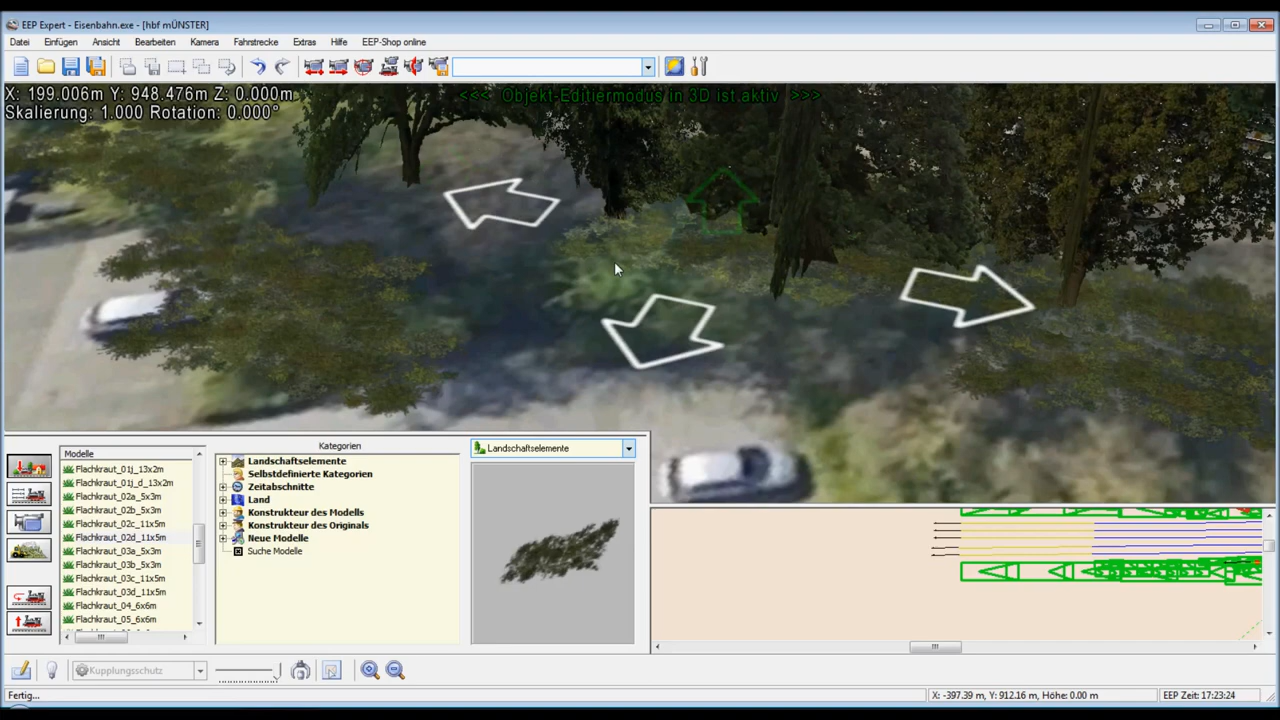 EEP Expert - Eisenbahn.exe - [hbf mÜNSTER]
Datei Einfügen Ansicht Bearbeiten Kamera Fahrstrecke Extras Hilfe EEP-Shop online
X: 199.006m Y: 948.476m Z: 0.000m
<<< Objekt-Editiermodus in 3D ist aktiv >>>
Skalierung: 1.000 Rotation: 0.000°
Modelle
Flachkraut_01j_13x2m
Flachkraut_01j_d_13x2m
Flachkraut_02a_5x3m
Flachkraut_02b_5x3m
Flachkraut_02c_11x5m
Flachkraut_02d_11x5m
Flachkraut_03a_5x3m
Flachkraut_03b_5x3m
Flachkraut_03c_11x5m
Flachkraut_03d_11x5m
Flachkraut_04_6x6m
Flachkraut_05_6x6m
Kategorien
Landschaftselemente
Selbstdefinierte Kategorien
Zeitabschnitte
Land
Konstrukteur des Modells
Konstrukteur des Originals
Neue Modelle
Suche Modelle
Landschaftselemente
Kupplungsschutz
Fertig...
X: -397.39 m, Y: 912.16 m, Höhe: 0.00 m
EEP Zeit: 17:23:24